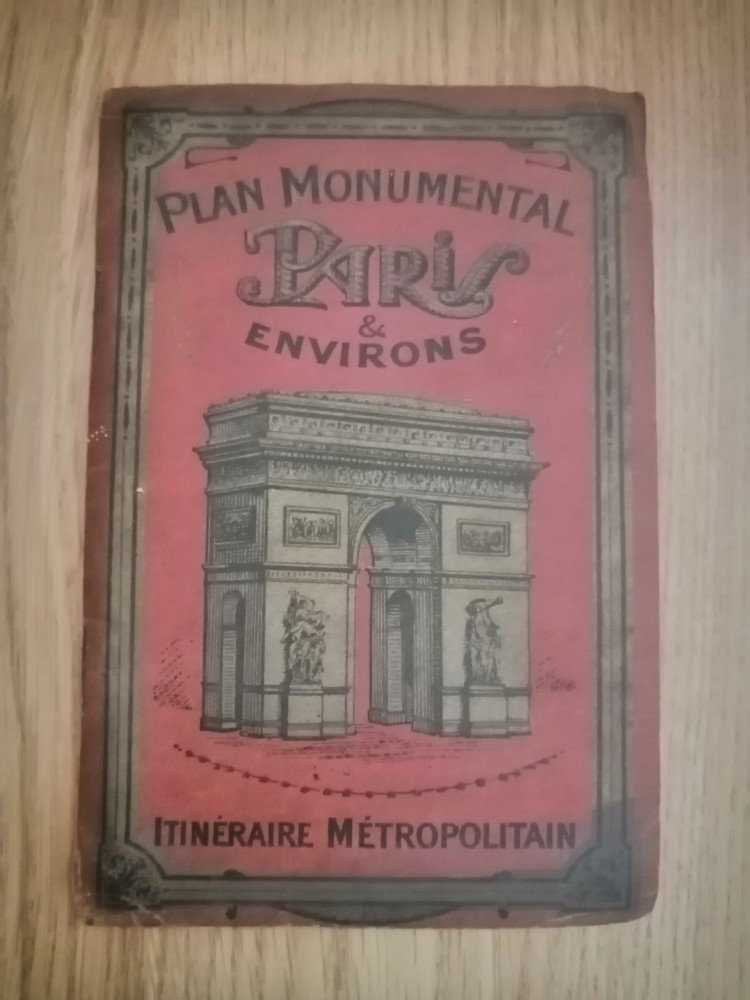 PLAN MONUMENTAL
PARIS
&
ENVIRONS
ITINÉRAIRE MÉTROPOLITAIN